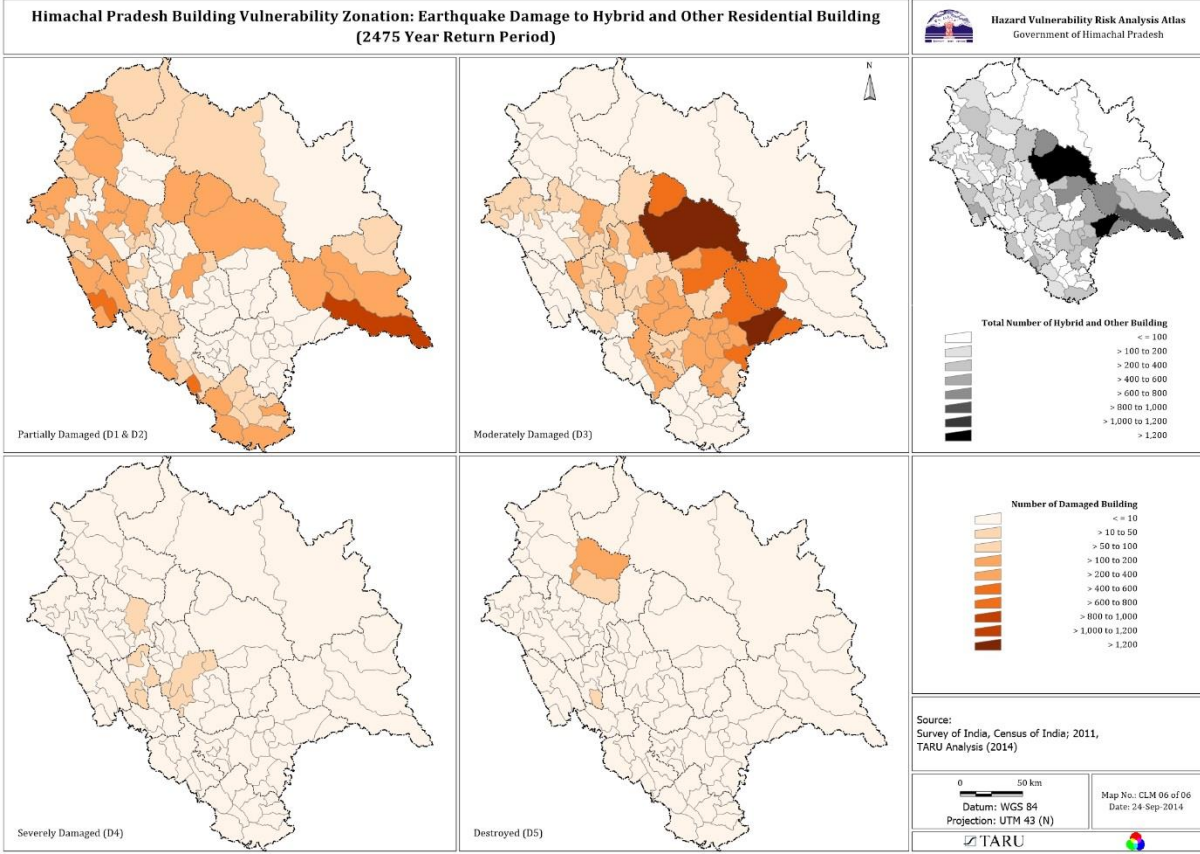 Himachal Pradesh Building Vulnerability Zonation: Earthquake Damage to Hybrid and Other Residential Building
(2475 Year Return Period)
Hazard Vulnerability Risk Analysis Atlas
Government of Himachal Pradesh
N
Partially Damaged (D1 & D2)
Moderately Damaged (D3)
Total Number of Hybrid and Other Building
< = 100
> 100 to 200
> 200 to 400
> 400 to 600
> 600 to 800
> 800 to 1,000
> 1,000 to 1,200
> 1,200
Severely Damaged (D4)
Destroyed (D5)
Number of Damaged Building
< = 10
> 10 to 50
> 50 to 100
> 100 to 200
> 200 to 400
> 400 to 600
> 600 to 800
> 800 to 1,000
> 1,000 to 1,200
> 1,200
Source:
Survey of India, Census of India; 2011,
TARU Analysis (2014)
0 50 km
Datum: WGS 84
Projection: UTM 43 (N)
Map No.: CLM 06 of 06
Date: 24-Sep-2014
TARU